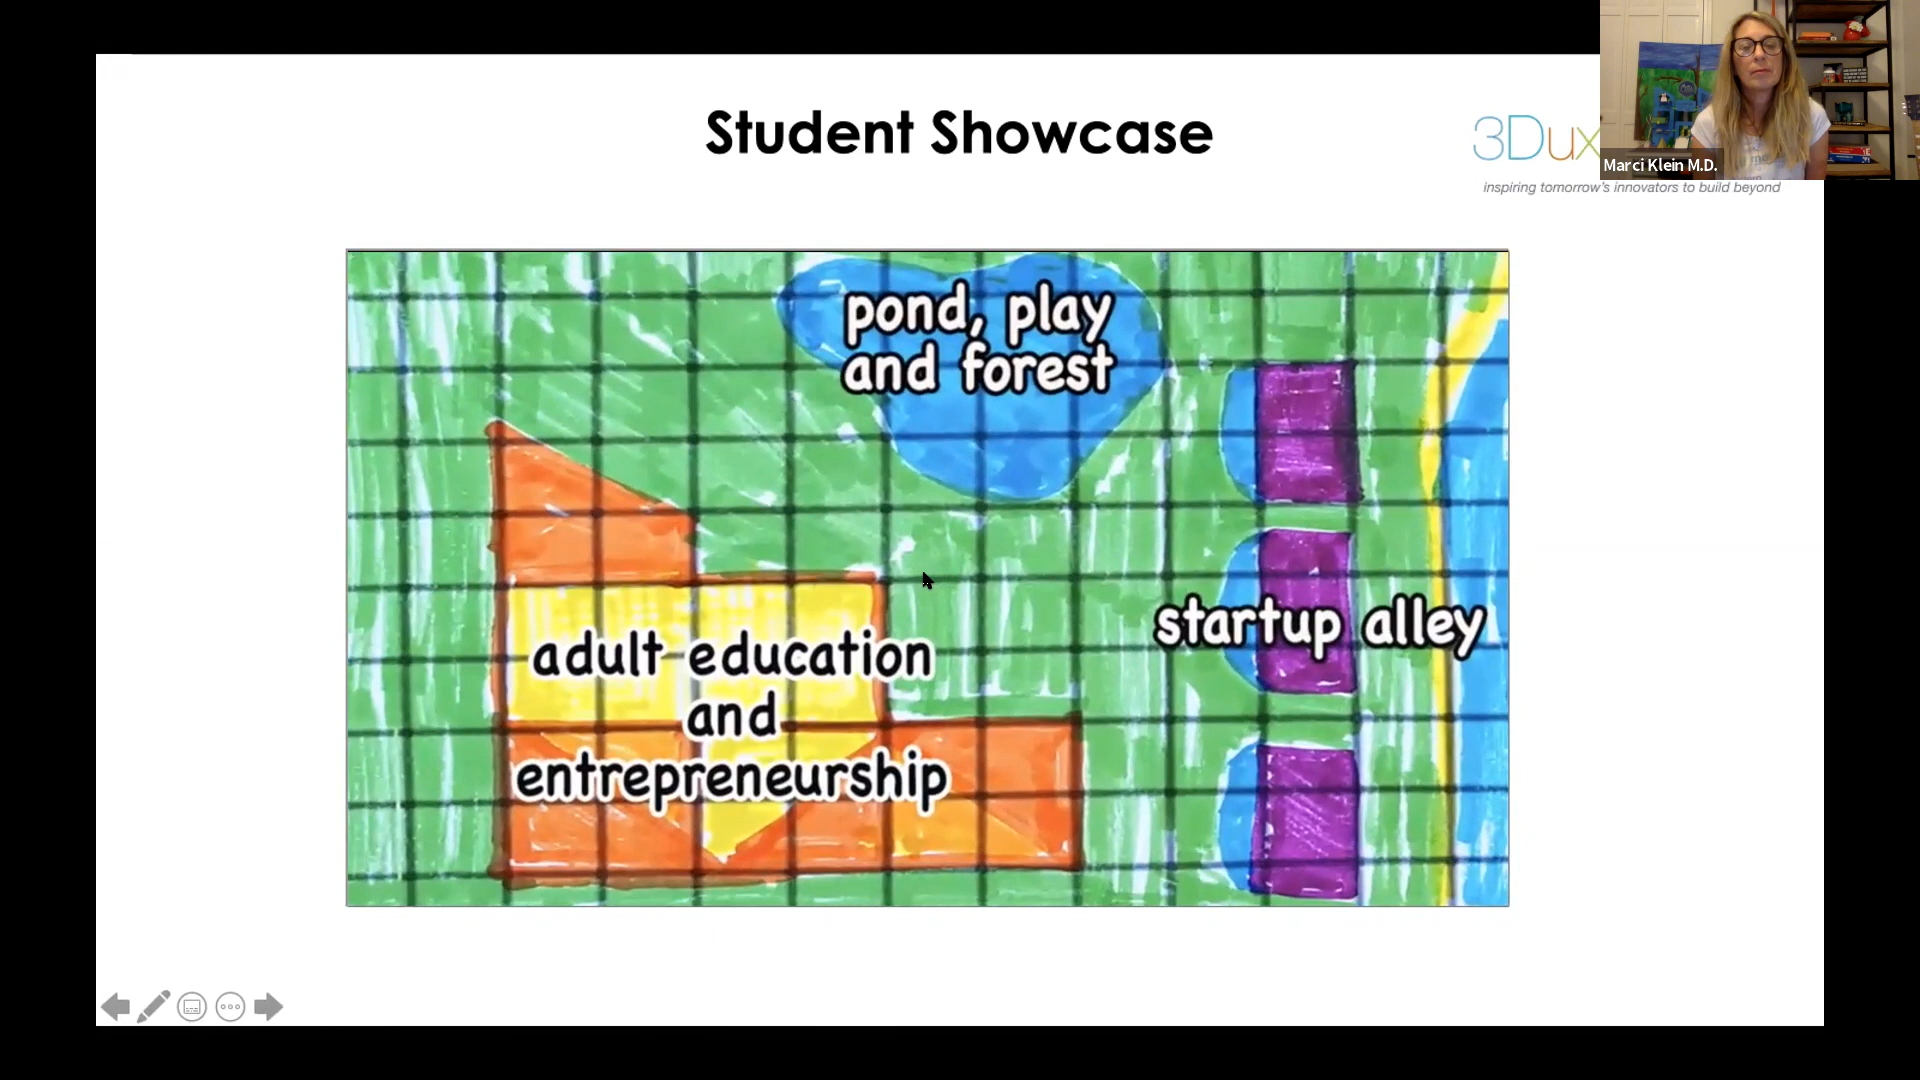 Student Showcase
3Dux
Marci Klein M.D.
inspiring tomorrow's innovators to build beyond
pond, play
and forest
startup alley
adult education
and
entrepreneurship